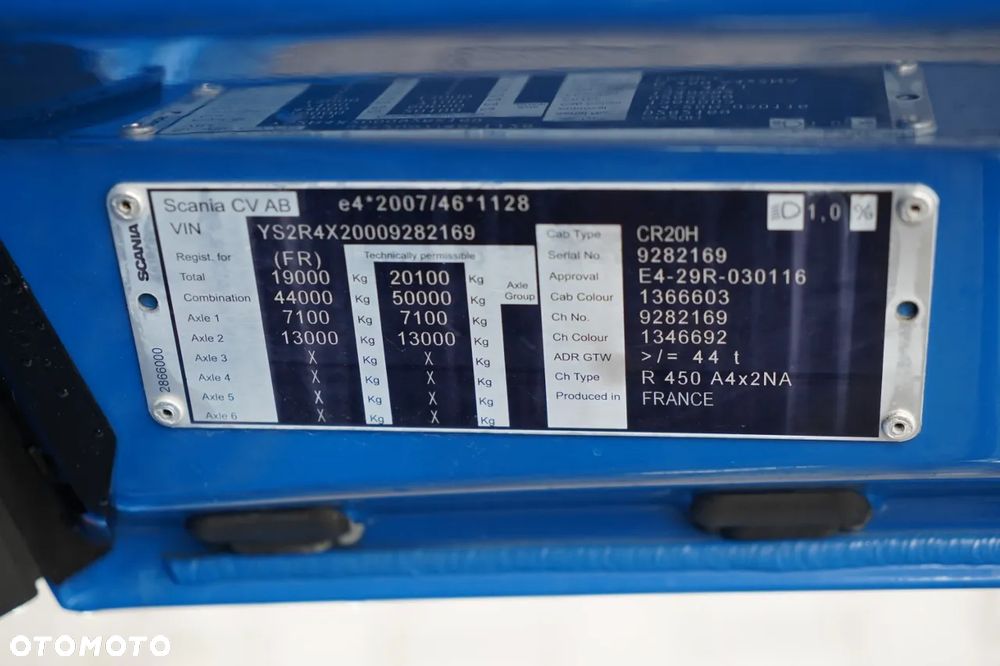 Scania CV AB e4*2007/46*1128 1,0 %
VIN YS2R4X20009282169
SCANIA
2866000
Regist. for (FR) Technically permissible
Total 19000 Kg 20100 Kg
Combination 44000 Kg 50000 Kg Axle Group
Axle 1 7100 Kg 7100 Kg
Axle 2 13000 Kg 13000 Kg
Axle 3 X Kg X Kg
Axle 4 X Kg X Kg
Axle 5 X Kg X Kg
Axle 6 X Kg X Kg
Cab Type CR20H
Serial No. 9282169
Approval E4-29R-030116
Cab Colour 1366603
Ch No. 9282169
Ch Colour 1346692
ADR GTW >/= 44 t
Ch Type R 450 A4x2NA
Produced in FRANCE
OTOMOTO